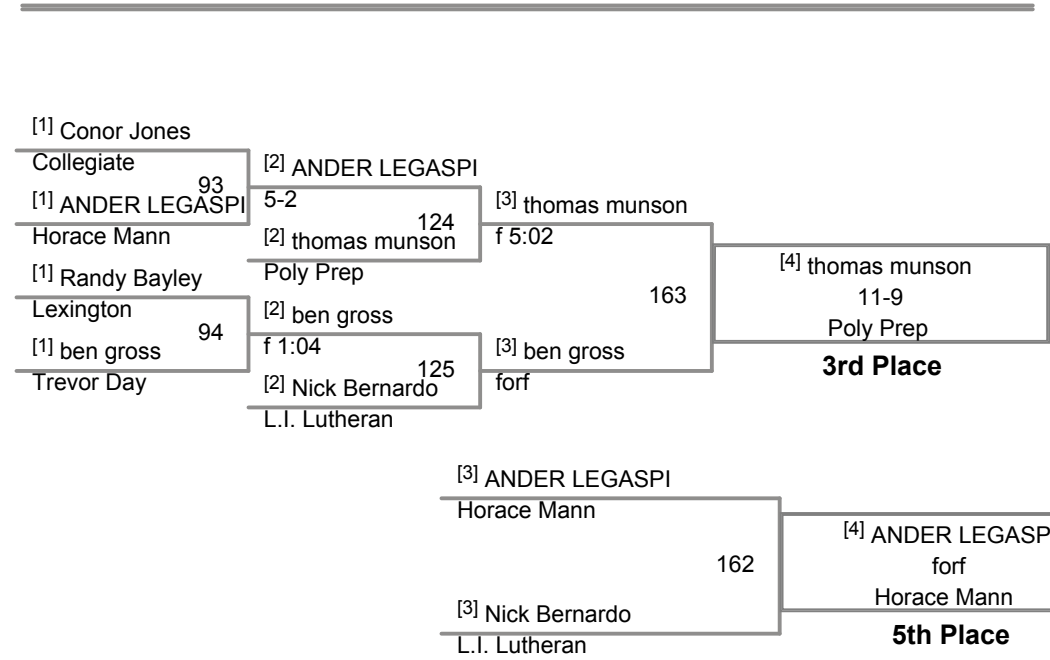 [1] Conor Jones
Collegiate
93
[1] ANDER LEGASPI
Horace Mann
[1] Randy Bayley
Lexington
94
[1] ben gross
Trevor Day
[2] ANDER LEGASPI
5-2
124
[2] thomas munson
Poly Prep
[2] ben gross
f 1:04
125
[2] Nick Bernardo
L.I. Lutheran
[3] thomas munson
f 5:02
163
[3] ben gross
forf
[4] thomas munson
11-9
Poly Prep
3rd Place
[3] ANDER LEGASPI
Horace Mann
162
[3] Nick Bernardo
L.I. Lutheran
[4] ANDER LEGASP
forf
Horace Mann
5th Place